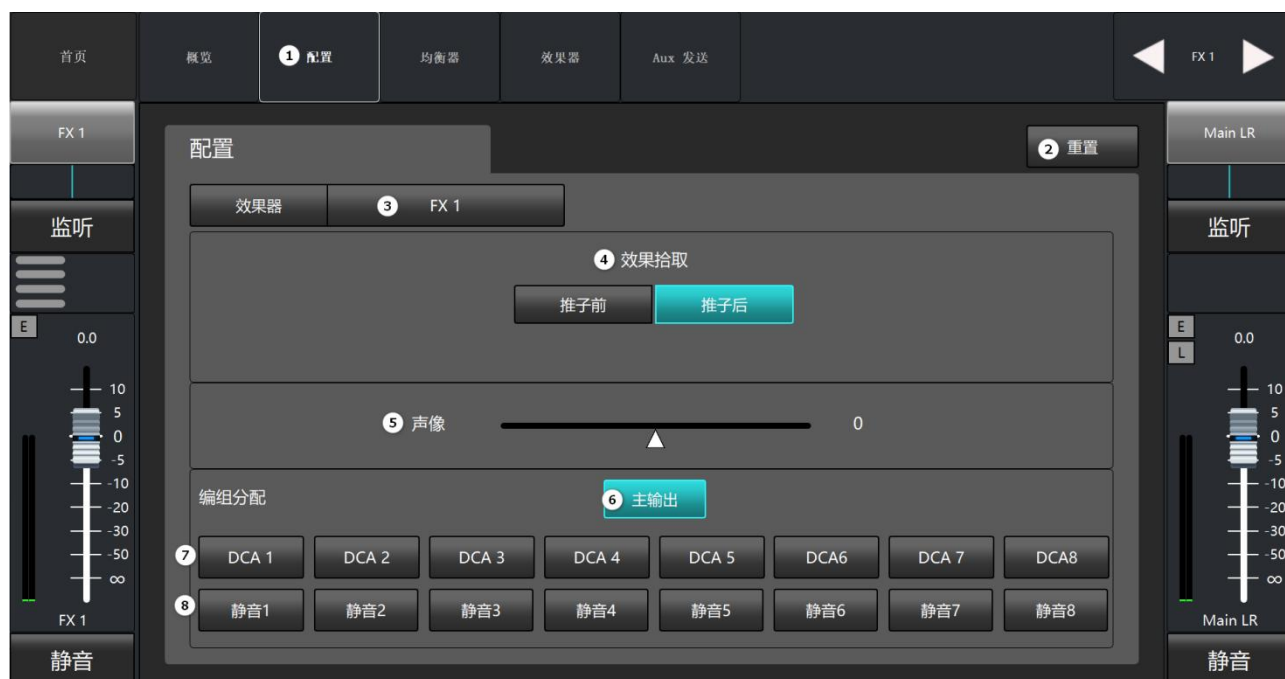 首页 概览 1 配置 均衡器 效果器 Aux 发送 FX 1
FX 1
监听
E
0.0
10
5
0
-5
-10
-20
-30
-50
∞
FX 1
静音
配置
2 重置
效果器 3 FX 1
4 效果拾取
推子前 推子后
5 声像 0
编组分配 6 主输出
7 DCA 1 DCA 2 DCA 3 DCA 4 DCA 5 DCA6 DCA 7 DCA8
8 静音1 静音2 静音3 静音4 静音5 静音6 静音7 静音8
Main LR
监听
E
L
0.0
10
5
0
-5
-10
-20
-30
-50
∞
Main LR
静音